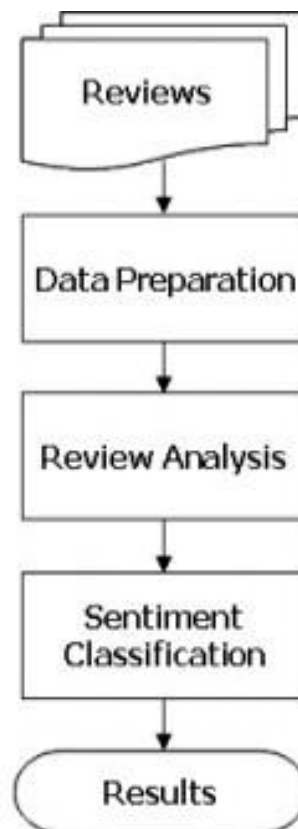 Reviews
Data Preparation
Review Analysis
Sentiment
Classification
Results